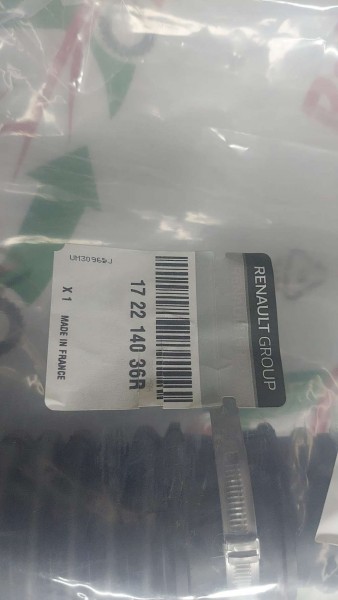 RENAULT GROUP
17 22 140 36R
X 1 MADE IN FRANCE